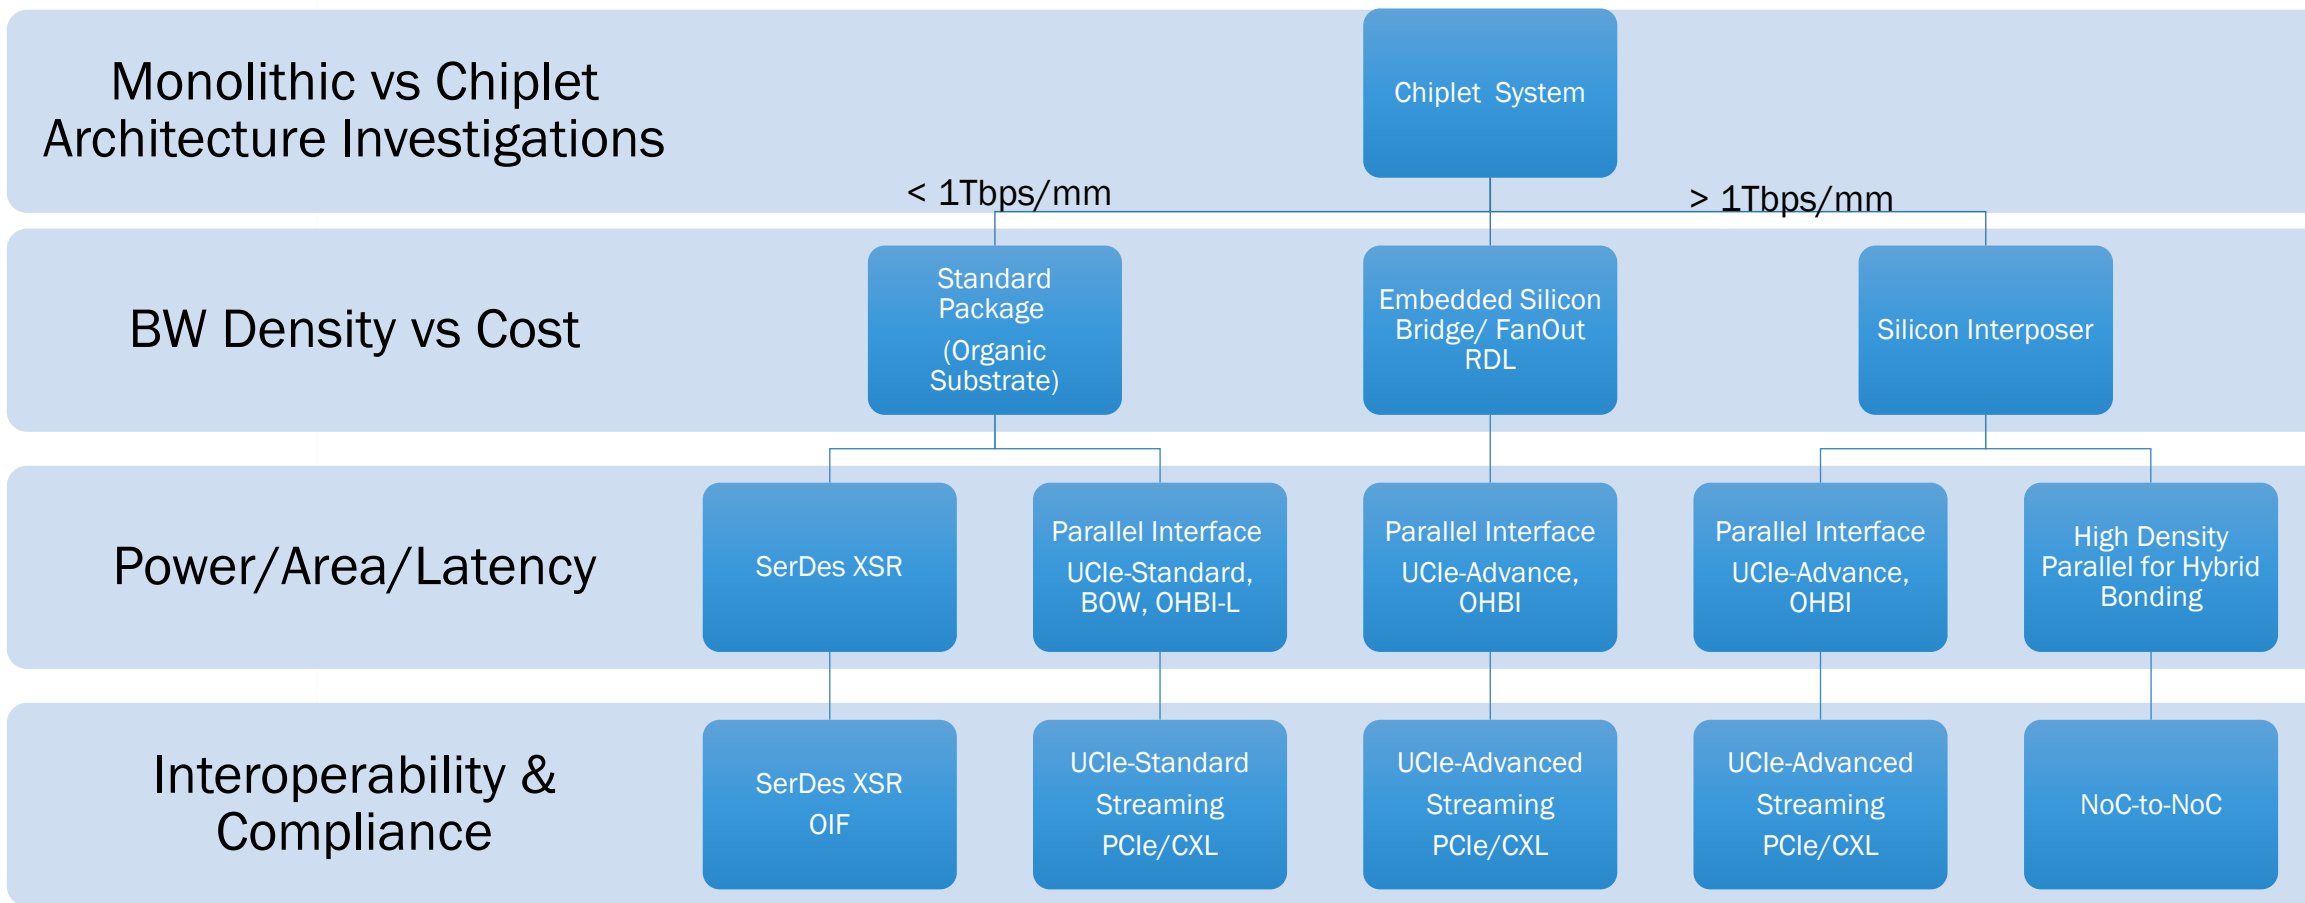 Monolithic vs Chiplet
Architecture Investigations
Chiplet System
< 1Tbps/mm
> 1Tbps/mm
BW Density vs Cost
Standard
Package
(Organic
Substrate)
Embedded Silicon
Bridge/ FanOut
RDL
Silicon Interposer
Power/Area/Latency
SerDes XSR
Parallel Interface
UCIe-Standard,
BOW, OHBI-L
Parallel Interface
UCIe-Advance,
OHBI
Parallel Interface
UCIe-Advance,
OHBI
High Density
Parallel for Hybrid
Bonding
Interoperability &
Compliance
SerDes XSR
OIF
UCIe-Standard
Streaming
PCIe/CXL
UCIe-Advanced
Streaming
PCIe/CXL
UCIe-Advanced
Streaming
PCIe/CXL
NoC-to-NoC